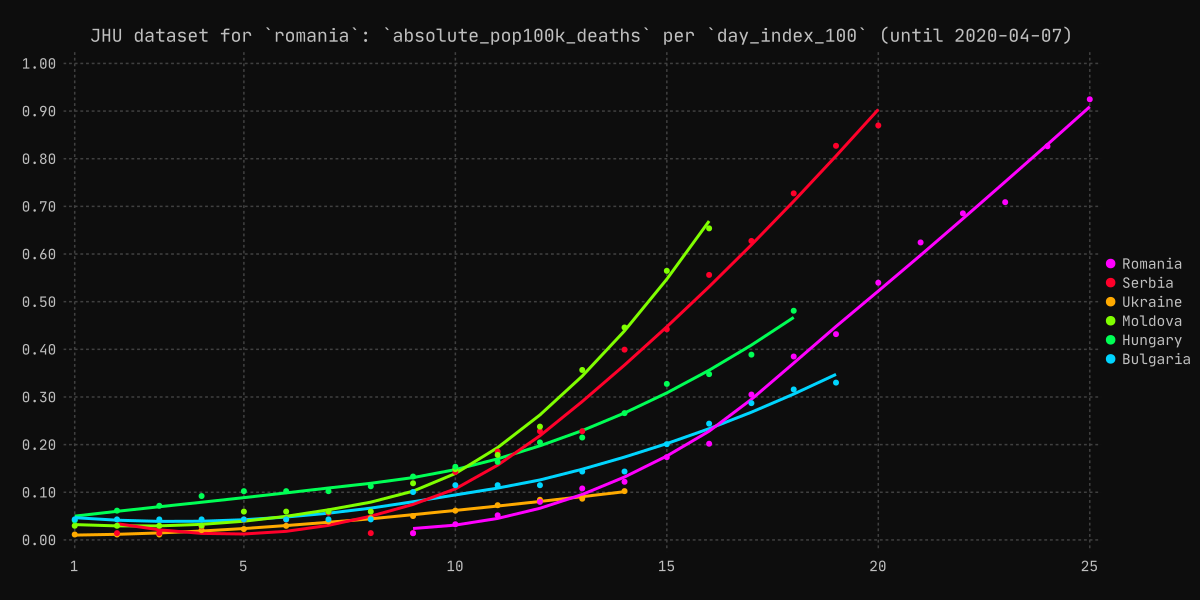 JHU dataset for `romania`: `absolute_pop100k_deaths` per `day_index_100` (until 2020-04-07)
1.00
0.90
0.80
0.70
0.60
0.50
0.40
0.30
0.20
0.10
0.00
1
5
10
15
20
25
Romania
Serbia
Ukraine
Moldova
Hungary
Bulgaria